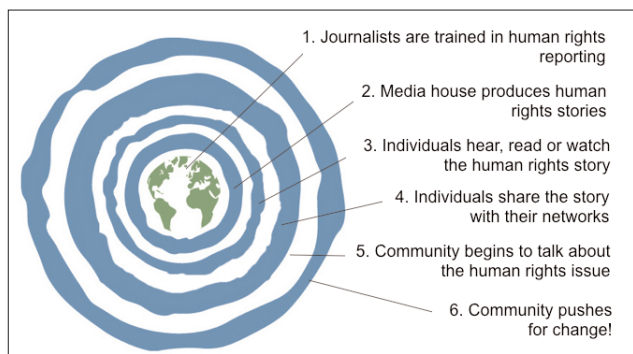 1. Journalists are trained in human rights
reporting
2. Media house produces human
rights stories
3. Individuals hear, read or watch
the human rights story
4. Individuals share the story
with their networks
5. Community begins to talk about
the human rights issue
6. Community pushes
for change!